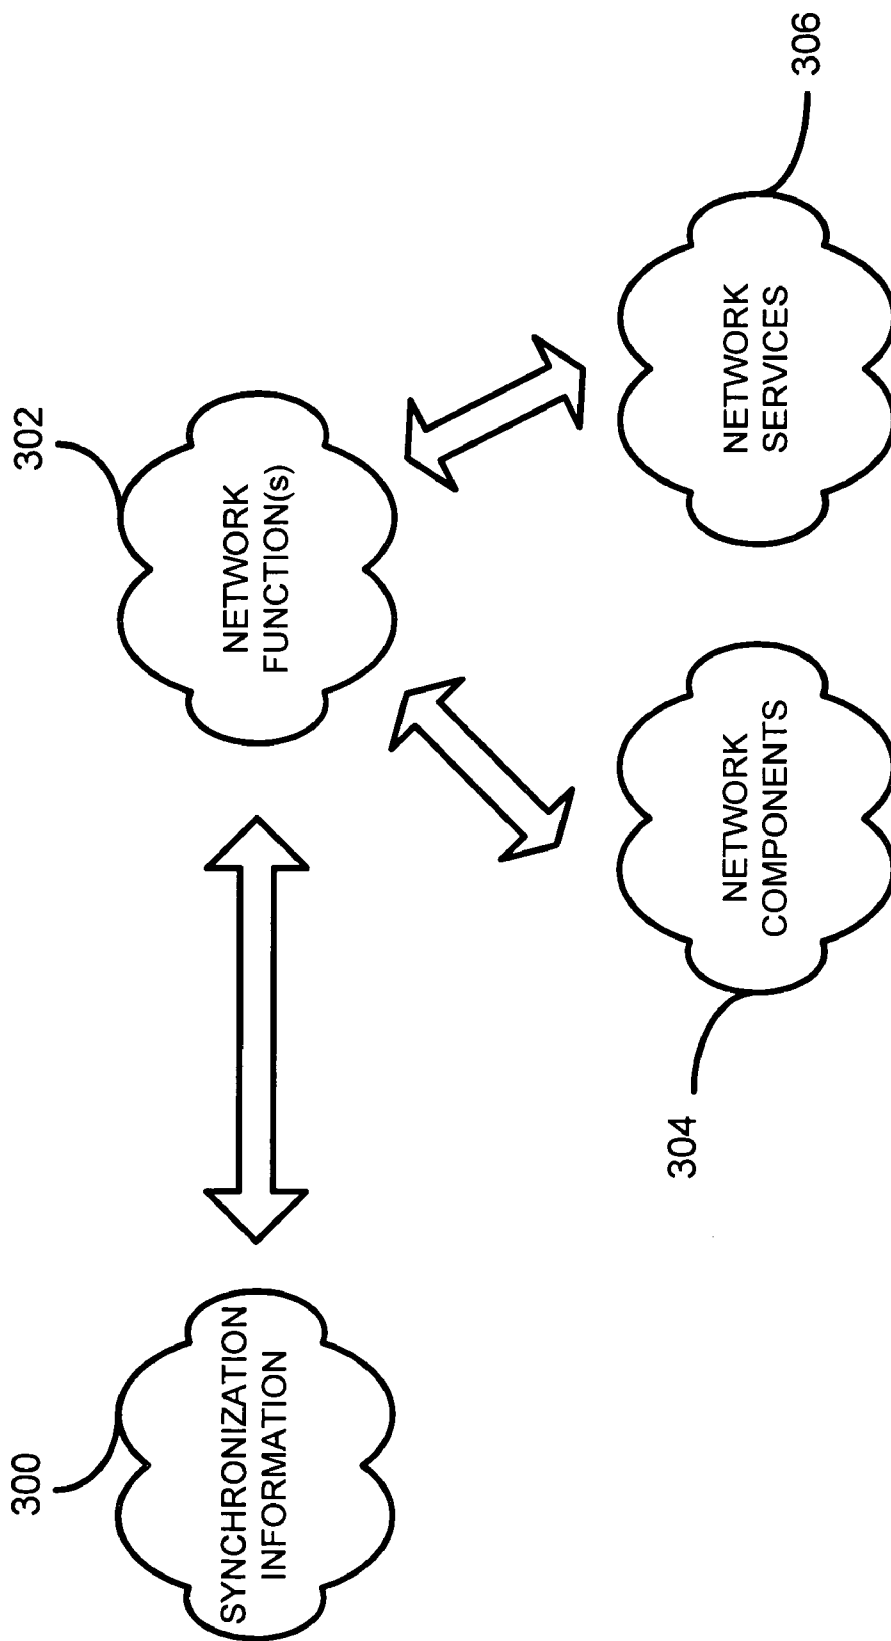 300
SYNCHRONIZATION
INFORMATION
302
NETWORK
FUNCTION(s)
304
NETWORK
COMPONENTS
306
NETWORK
SERVICES